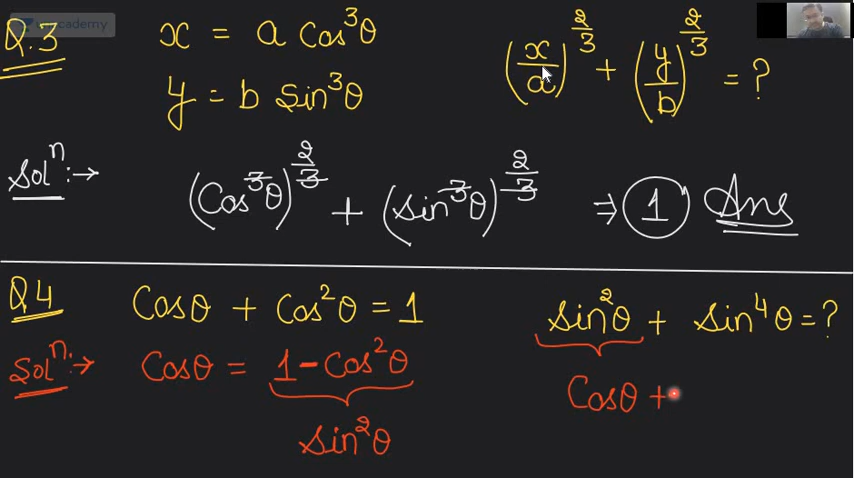 Q.3 x = a Cos³θ
y = b Sin³θ
(x/a)^(2/3) + (y/b)^(2/3) = ?
Solⁿ:→ (Cos³θ)^(2/3) + (Sin³θ)^(2/3) ⇒ 1 Ans
Q4 Cosθ + Cos²θ = 1
Sin²θ + Sin⁴θ = ?
Solⁿ:→ Cosθ = 1 − Cos²θ
Sin²θ
Cosθ +